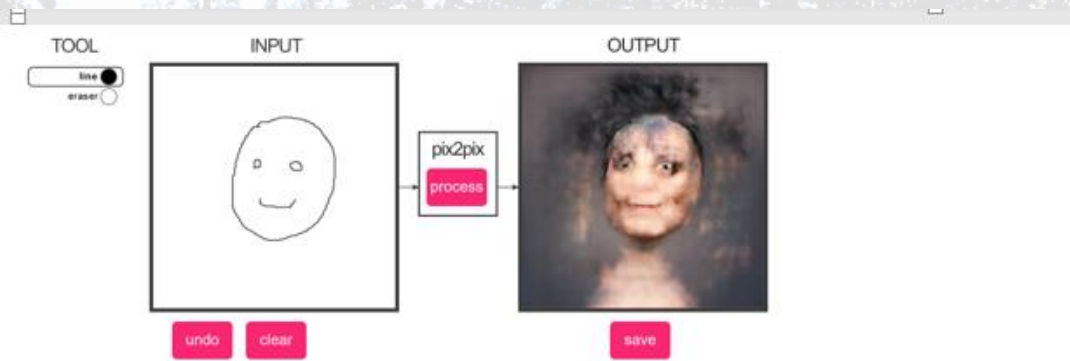 TOOL
line
eraser
INPUT
undo
clear
pix2pix
process
OUTPUT
save